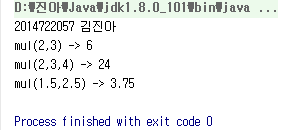 D:\진아\Java\jdk1.8.0_101\bin\java ...
2014722057 김진아
mul(2,3) -> 6
mul(2,3,4) -> 24
mul(1.5,2.5) -> 3.75
Process finished with exit code 0